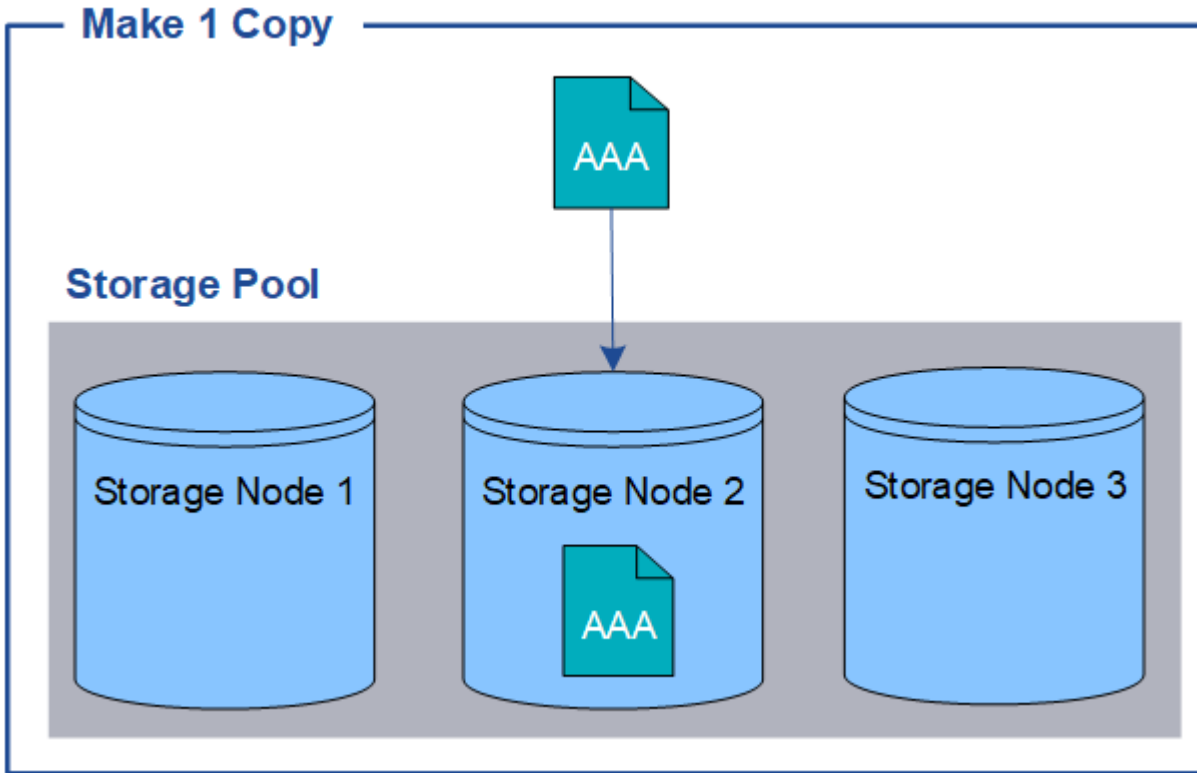 Make 1 Copy
AAA
Storage Pool
Storage Node 1
Storage Node 2
Storage Node 3
AAA